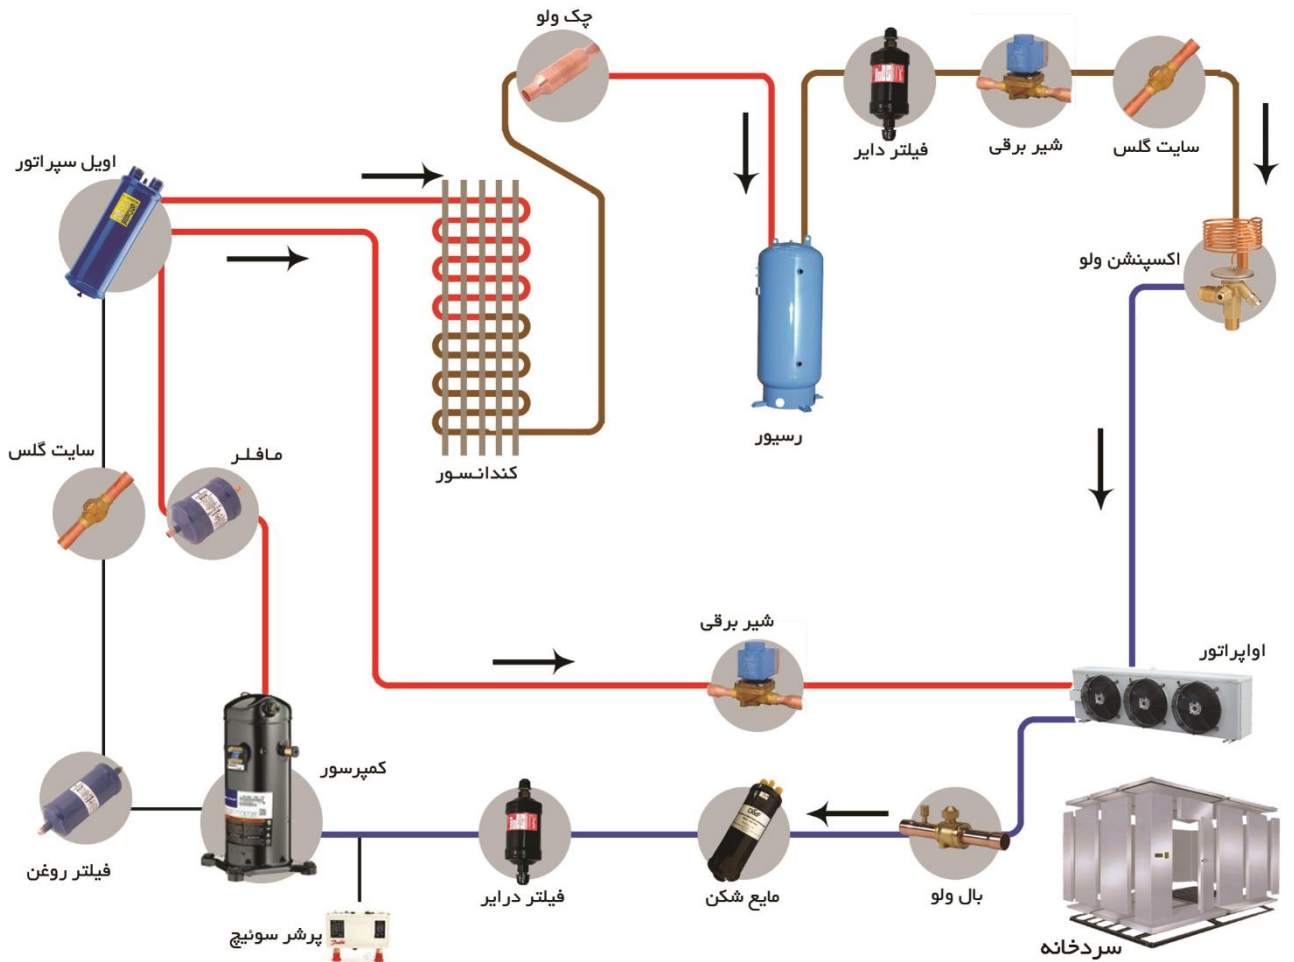 چک ولو
فیلتر دایر
شیر برقی
سایت گلس
اویل سپراتور
اکسپنشن ولو
رسیور
کندانسور
سایت گلس
مافلر
شیر برقی
اواپراتور
کمپرسور
فیلتر روغن
فیلتر درایر
مایع شکن
بال ولو
پرشر سوئیچ
سردخانه